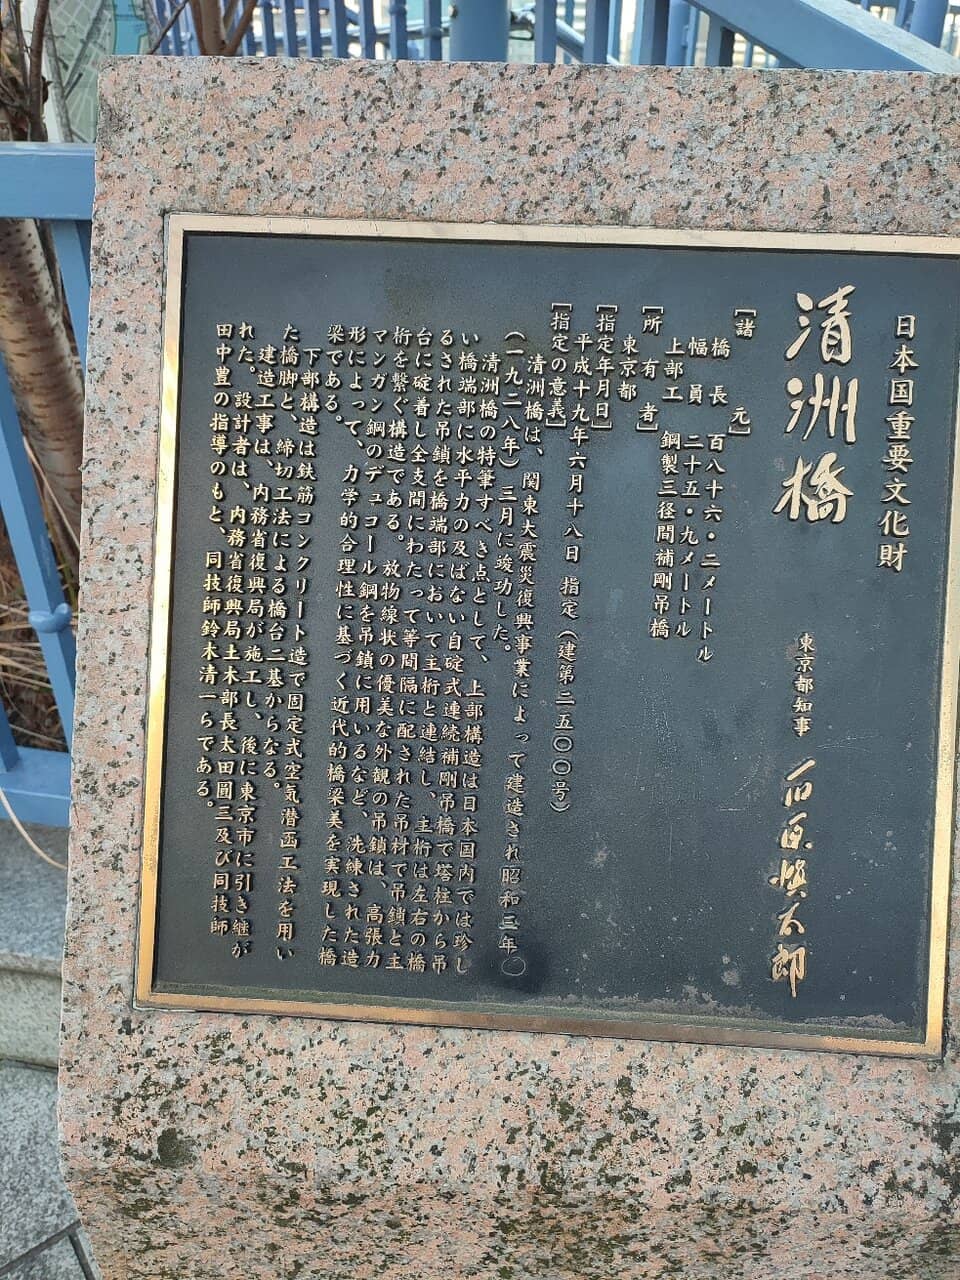 日本国重要文化財
清洲橋
東京都知事 石原慎太郎
［諸元］
橋長 百八十六・二メートル
幅員 二十五・九メートル
上部工 鋼製三径間補剛吊橋
［所有者］
東京都
［指定年月日］
平成十九年六月十八日 指定（建第二五〇〇号）
［指定の意義］
清洲橋は、関東大震災復興事業によって建造され昭和三年〇
（一九二八年）三月に竣功した。
清洲橋の特筆すべき点として、上部構造は日本国内では珍し
い橋端部に水平力の及ばない自碇式連続補剛吊橋で塔柱から吊
るされた吊鎖を橋端部において主桁と連結し、主桁は左右の橋
台に碇着し全支間にわたって等間隔に配された吊材で吊鎖と主
桁を繋ぐ構造である。放物線状の優美な外観の吊鎖は、高張力
マンガン鋼のデュコール鋼を吊鎖に用いるなど、洗練された造
形によって、力学的合理性に基づく近代的橋梁美を実現した橋
梁である。
下部構造は鉄筋コンクリート造で固定式空気潜函工法を用い
た橋脚と、締切工法による橋台二基からなる。
建造工事は、内務省復興局が施工し、後に東京市に引き継が
れた。設計者は、内務省復興局土木部長太田圓三及び同技師
田中豊の指導のもと、同技師鈴木清一らである。